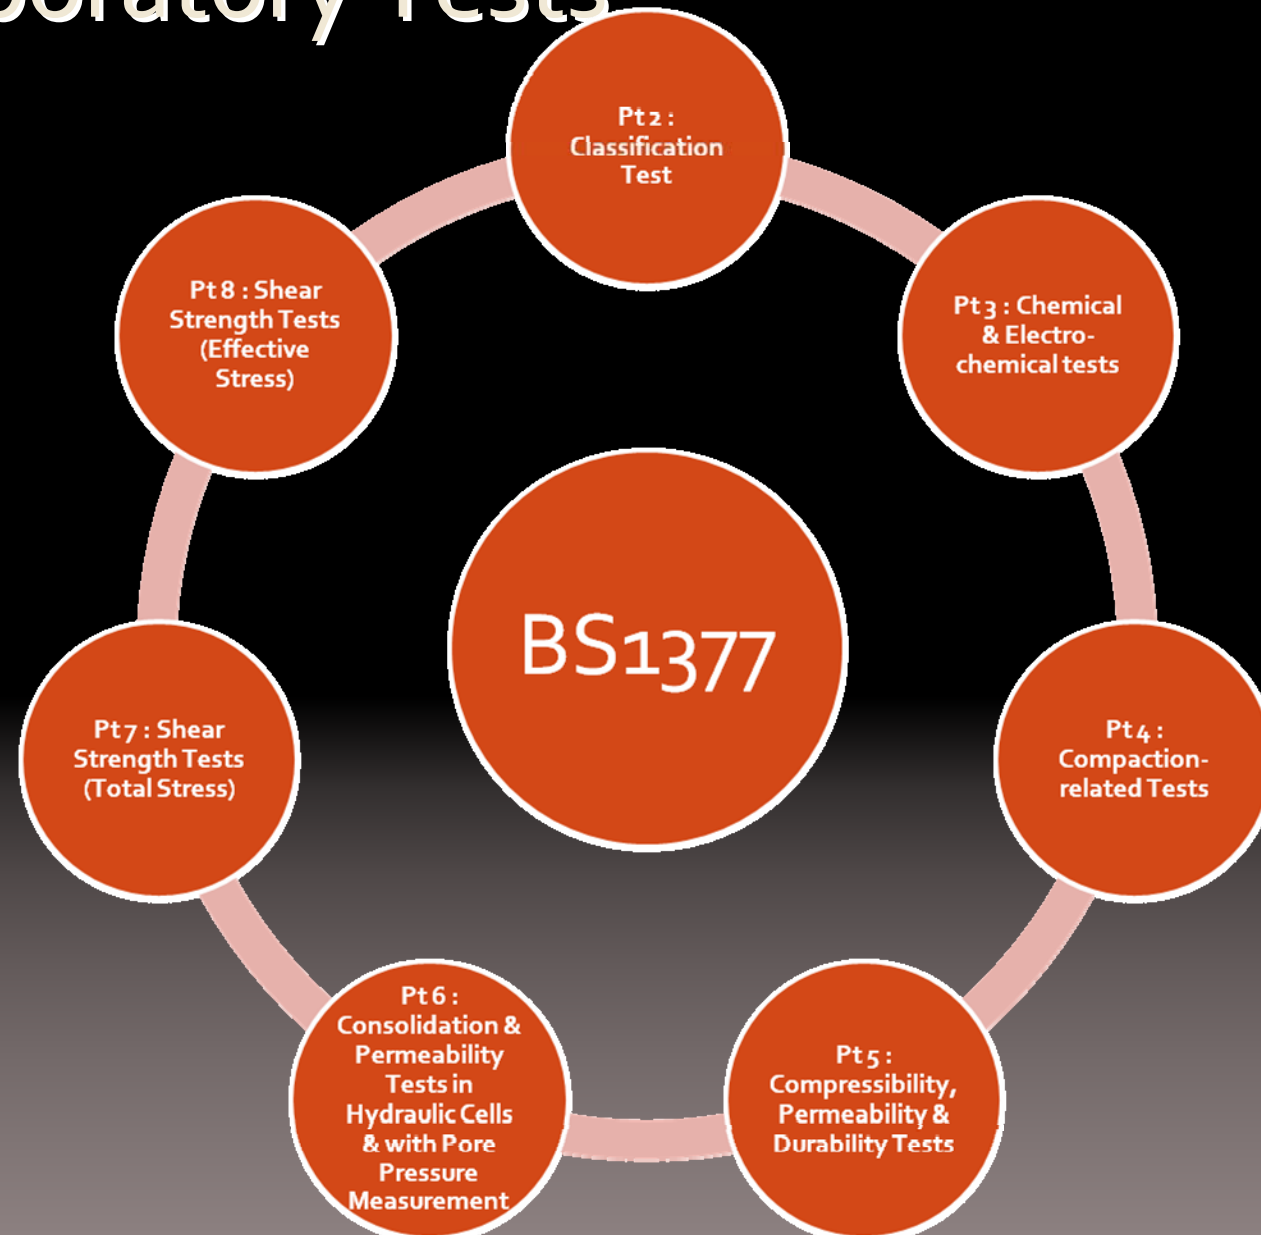 Tests
Pt 2 :
Classification
Test
Pt 3 : Chemical
& Electro-
chemical tests
Pt 4 :
Compaction-
related Tests
Pt 5 :
Compressibility,
Permeability &
Durability Tests
Pt 6 :
Consolidation &
Permeability
Tests in
Hydraulic Cells
& with Pore
Pressure
Measurement
Pt 7 : Shear
Strength Tests
(Total Stress)
Pt 8 : Shear
Strength Tests
(Effective
Stress)
BS1377